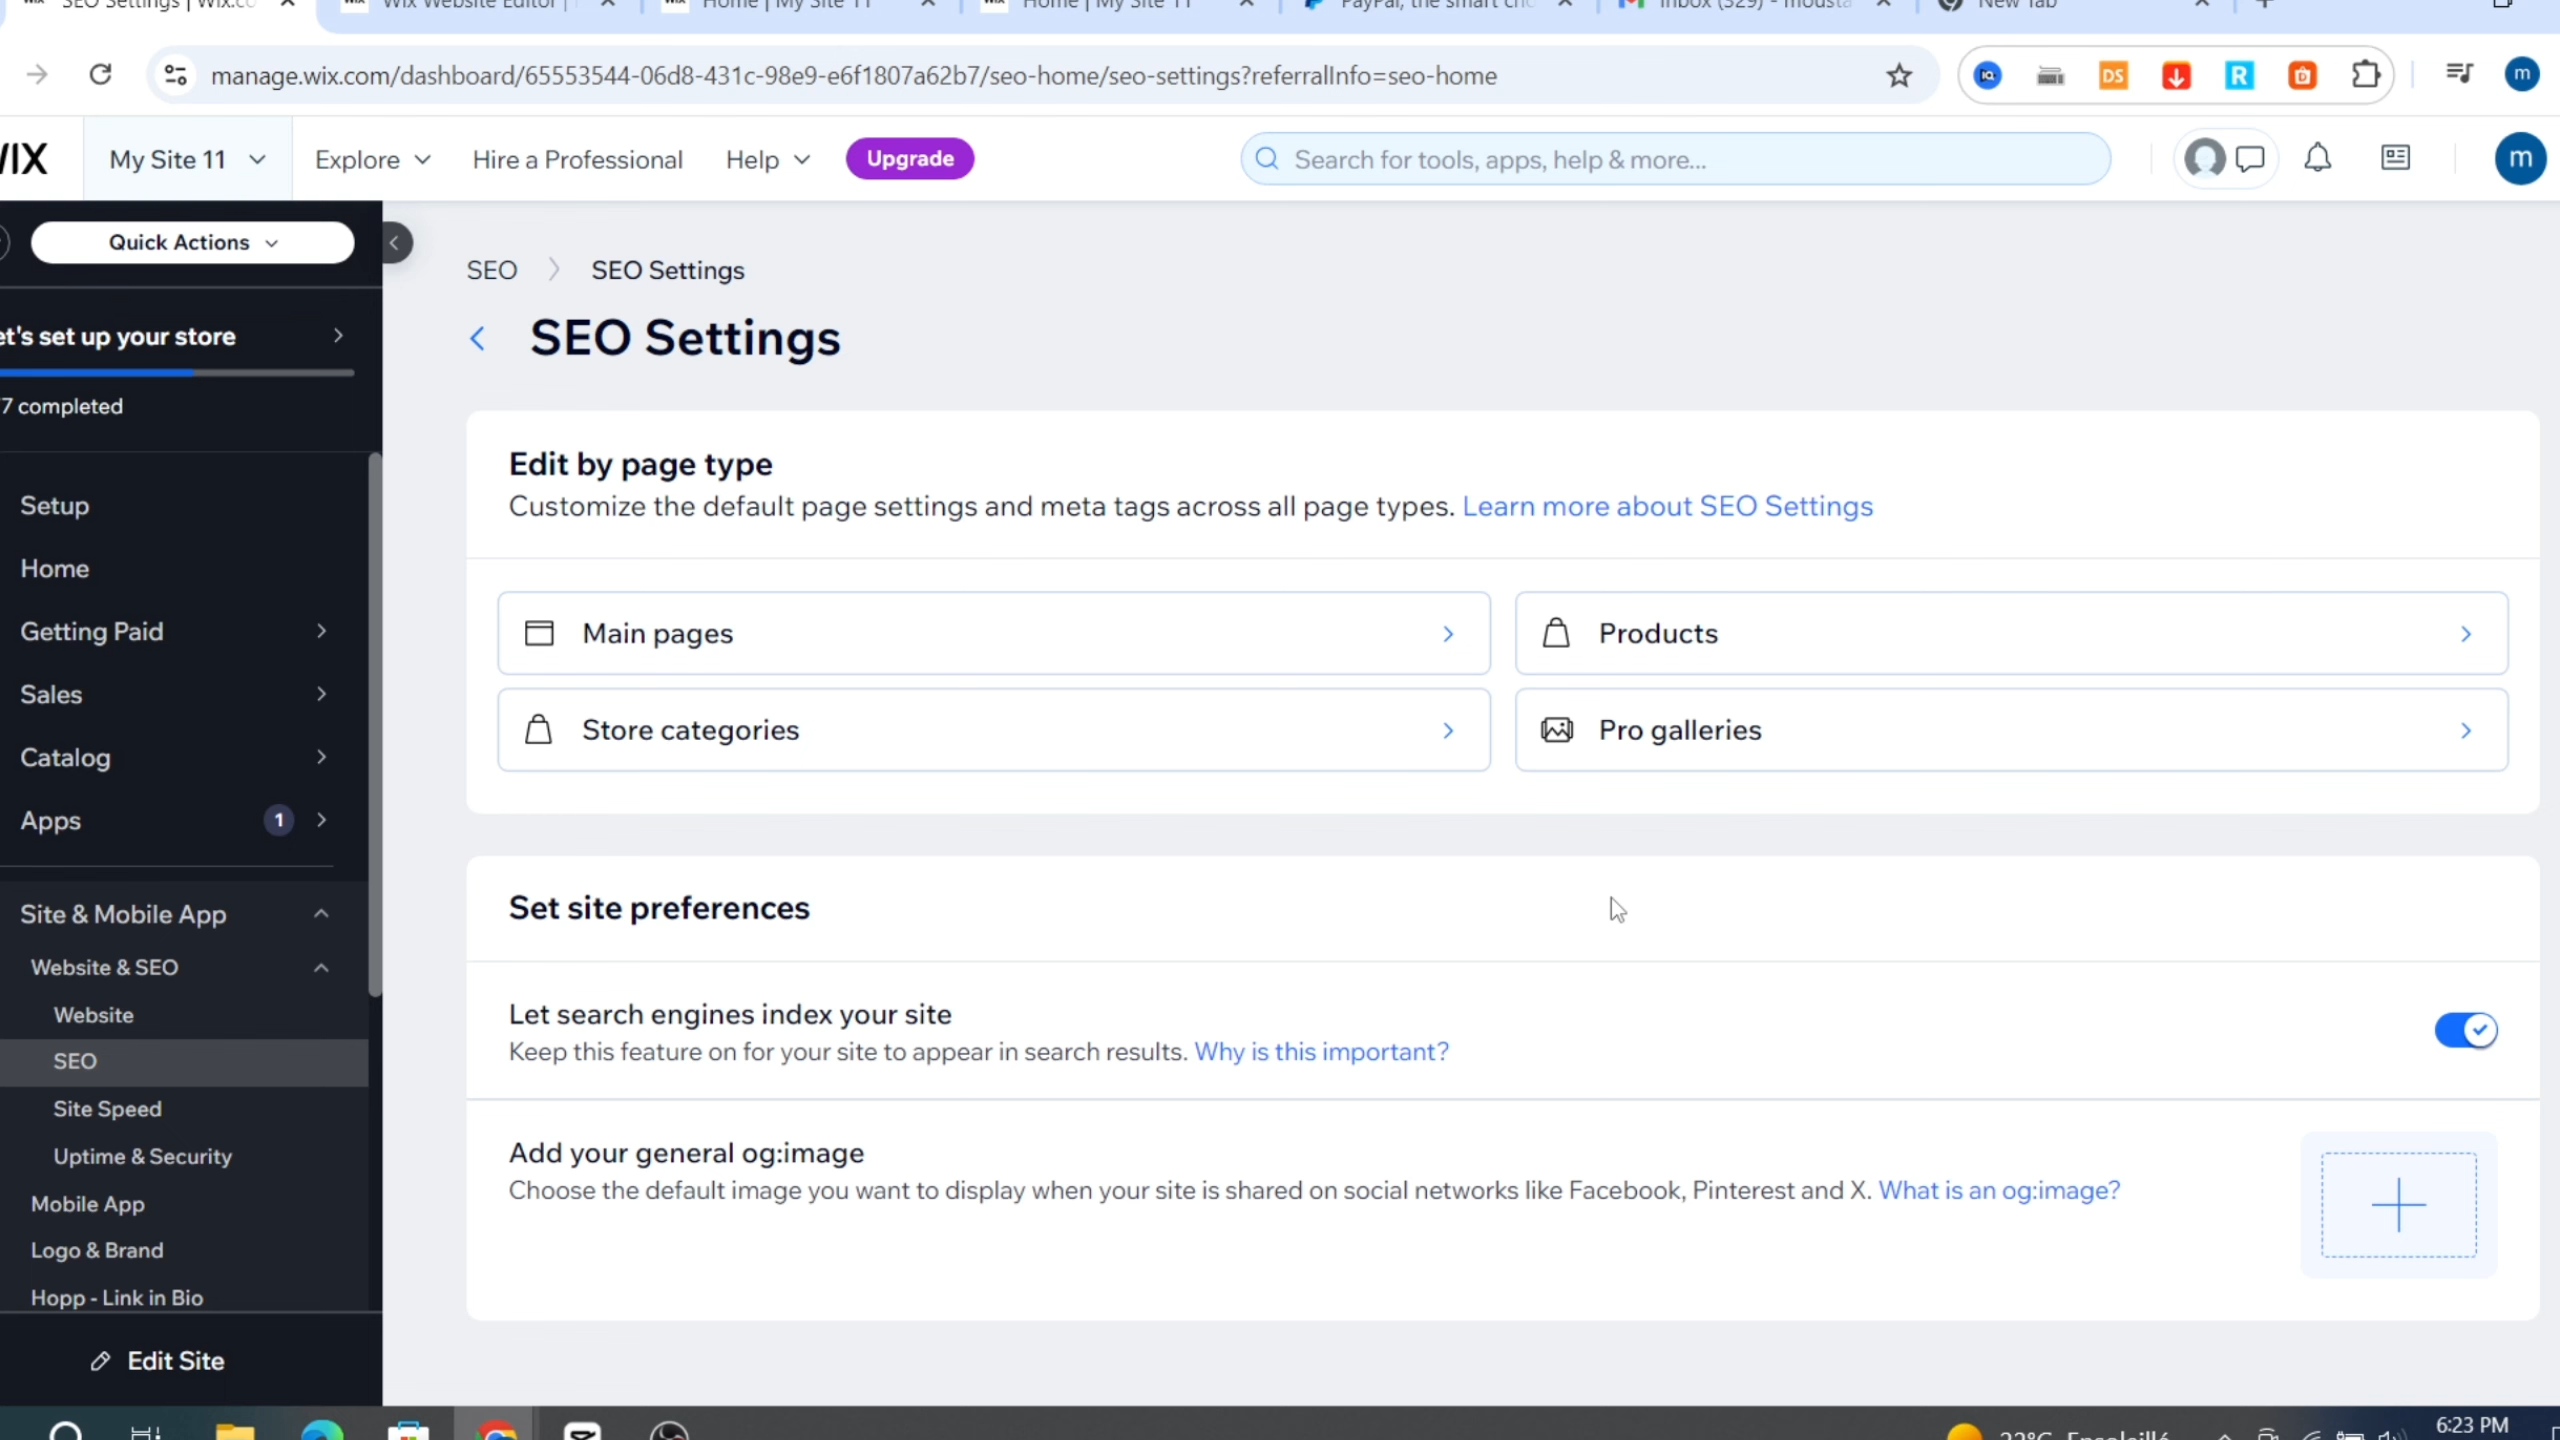 SEO Settings | Wix.co
Wix Website Editor |
Home | My Site 11
Home | My Site 11
PayPal, the smart cho
Inbox (329) - mousta
New Tab
manage.wix.com/dashboard/65553544-06d8-431c-98e9-e6f1807a62b7/seo-home/seo-settings?referralInfo=seo-home
DS
R
m
WIX
My Site 11
Explore
Hire a Professional
Help
Upgrade
Search for tools, apps, help & more...
m
Quick Actions
et's set up your store
7 completed
Setup
Home
Getting Paid
Sales
Catalog
Apps
1
Site & Mobile App
Website & SEO
Website
SEO
Site Speed
Uptime & Security
Mobile App
Logo & Brand
Hopp - Link in Bio
Edit Site
SEO
SEO Settings
SEO Settings
Edit by page type
Customize the default page settings and meta tags across all page types. Learn more about SEO Settings
Main pages
Products
Store categories
Pro galleries
Set site preferences
Let search engines index your site
Keep this feature on for your site to appear in search results. Why is this important?
Add your general og:image
Choose the default image you want to display when your site is shared on social networks like Facebook, Pinterest and X. What is an og:image?
Ensoleillé
6:23 PM